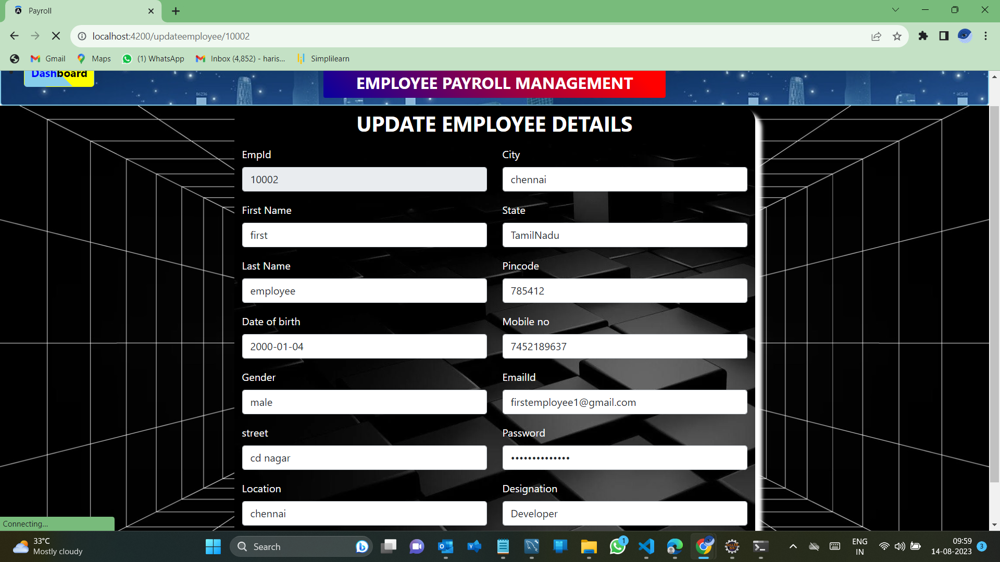 Payroll
localhost:4200/updateemployee/10002
Gmail
Maps
(1) WhatsApp
Inbox (4,852) - haris...
Simplilearn
Dashboard
EMPLOYEE PAYROLL MANAGEMENT
UPDATE EMPLOYEE DETAILS
EmpId
City
10002
chennai
First Name
State
first
TamilNadu
Last Name
Pincode
employee
785412
Date of birth
Mobile no
2000-01-04
7452189637
Gender
EmailId
male
firstemployee1@gmail.com
street
Password
cd nagar
••••••••••••••
Location
Designation
chennai
Developer
Connecting...
33°C
Mostly cloudy
Search
1
ENG
IN
09:59
14-08-2023
3